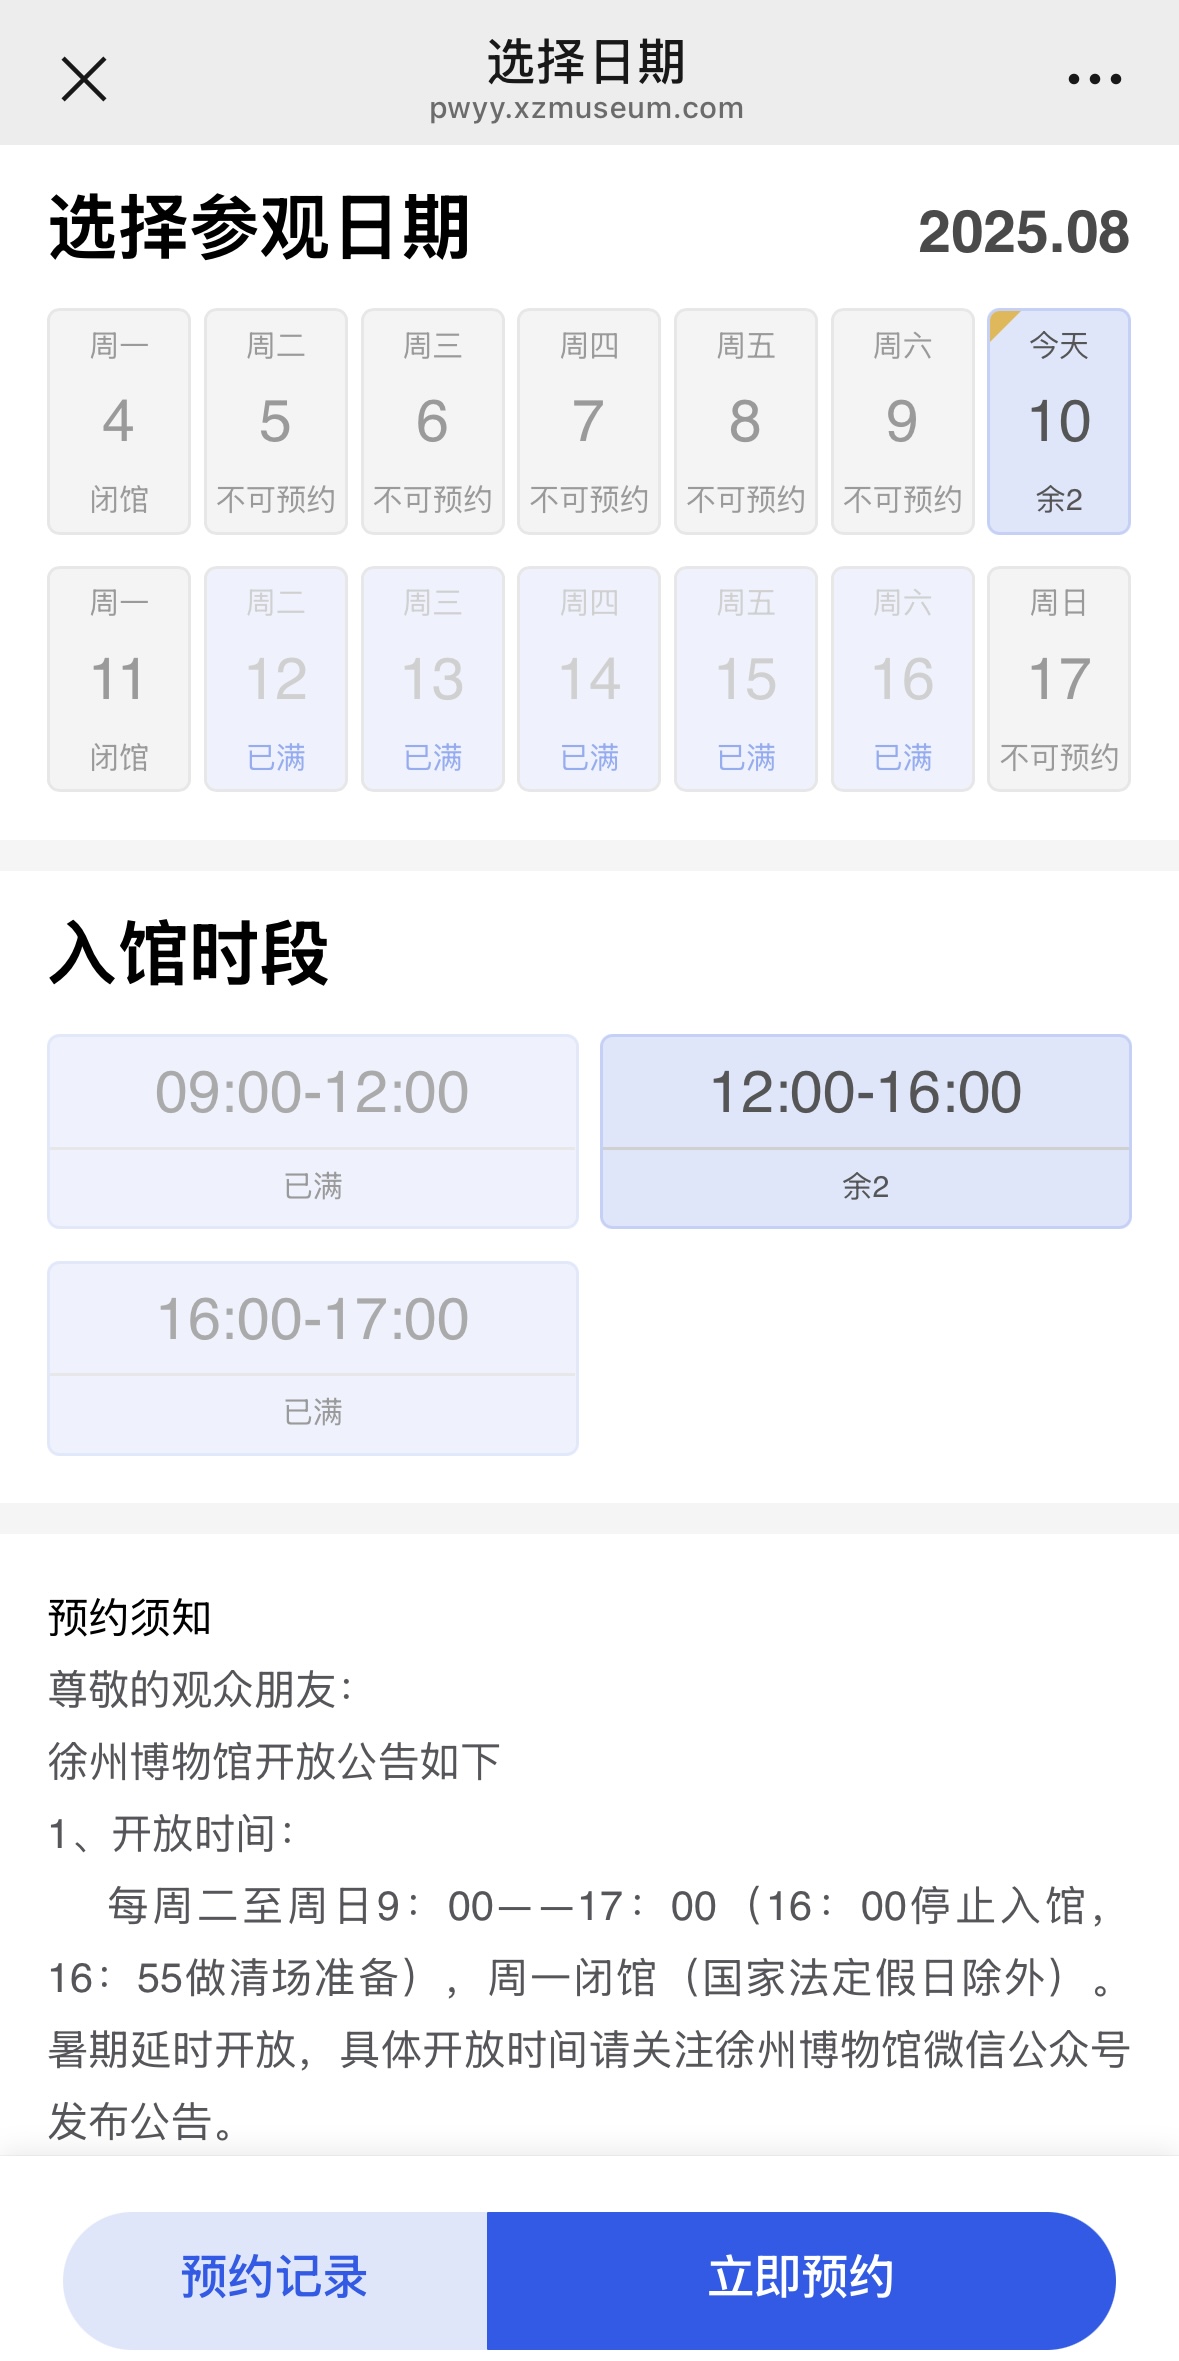 选择日期
pwyy.xzmuseum.com
选择参观日期 2025.08
周一 周二 周三 周四 周五 周六 今天
4 5 6 7 8 9 10
闭馆 不可预约 不可预约 不可预约 不可预约 不可预约 余2
周一 周二 周三 周四 周五 周六 周日
11 12 13 14 15 16 17
闭馆 已满 已满 已满 已满 已满 不可预约
入馆时段
09:00-12:00 12:00-16:00
已满 余2
16:00-17:00
已满
预约须知
尊敬的观众朋友：
徐州博物馆开放公告如下
1、开放时间：
每周二至周日9：00——17：00（16：00停止入馆，
16：55做清场准备），周一闭馆（国家法定假日除外）。
暑期延时开放，具体开放时间请关注徐州博物馆微信公众号
发布公告。
预约记录 立即预约